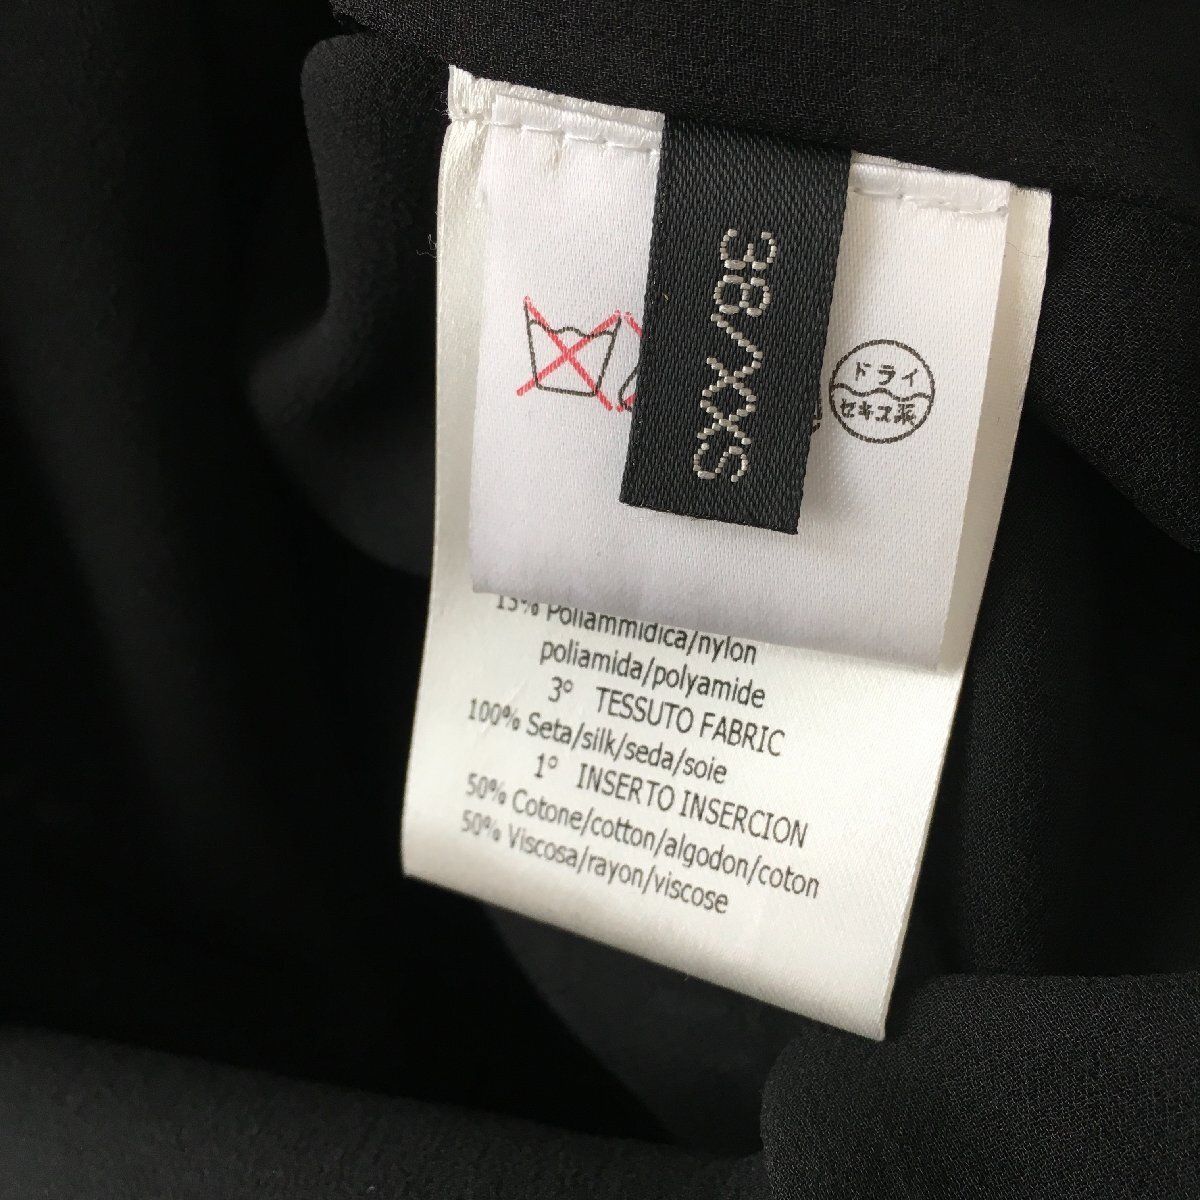 38/XXS
ドライ
セキユ系
15% Poliammidica/nylon
poliamida/polyamide
3° TESSUTO FABRIC
100% Seta/silk/seda/soie
1° INSERTO INSERCION
50% Cotone/cotton/algodon/coton
50% Viscosa/rayon/viscose